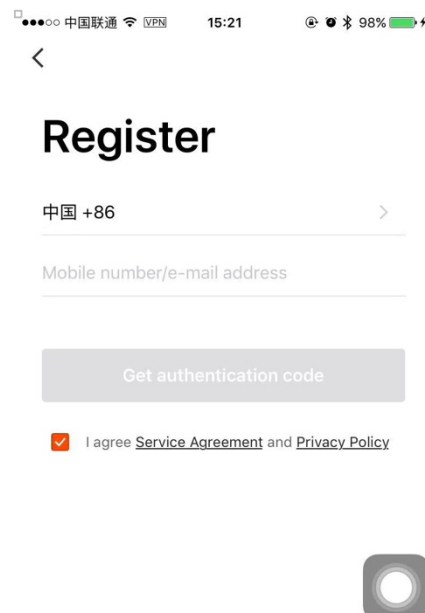 中国联通 VPN 15:21 98%
Register
中国 +86
Mobile number/e-mail address
Get authentication code
I agree Service Agreement and Privacy Policy